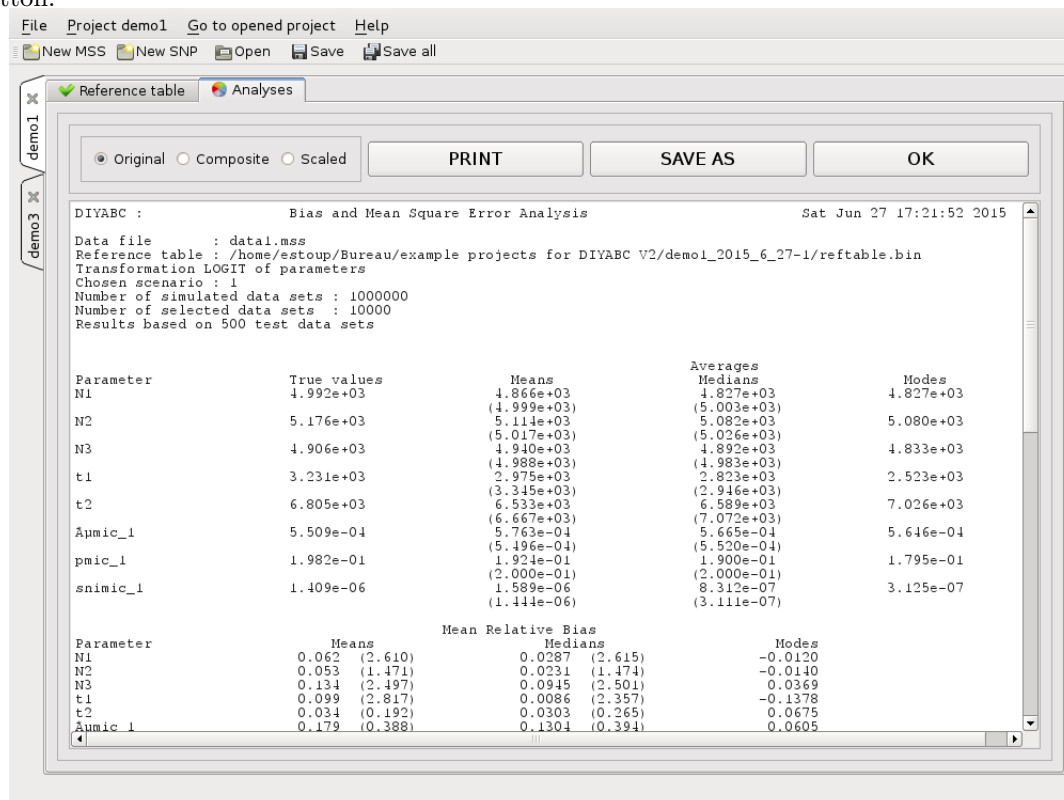 tton.
File Project demo1 Go to opened project Help
New MSS New SNP Open Save Save all
Reference table Analyses
demo1
demo3
Original Composite Scaled PRINT SAVE AS OK
DIYABC : Bias and Mean Square Error Analysis Sat Jun 27 17:21:52 2015
Data file : data1.mss
Reference table : /home/estoup/Bureau/example projects for DIYABC V2/demo1_2015_6_27-1/reftable.bin
Transformation LOGIT of parameters
Chosen scenario : 1
Number of simulated data sets : 1000000
Number of selected data sets : 10000
Results based on 500 test data sets
Averages
Parameter True values Means Medians Modes
N1 4.992e+03 4.866e+03 4.827e+03 4.827e+03
(4.999e+03) (5.003e+03)
N2 5.176e+03 5.114e+03 5.082e+03 5.080e+03
(5.017e+03) (5.026e+03)
N3 4.906e+03 4.940e+03 4.892e+03 4.833e+03
(4.988e+03) (4.983e+03)
t1 3.231e+03 2.975e+03 2.823e+03 2.523e+03
(3.345e+03) (2.946e+03)
t2 6.805e+03 6.533e+03 6.589e+03 7.026e+03
(6.667e+03) (7.072e+03)
Âµmic_1 5.509e-04 5.763e-04 5.665e-04 5.646e-04
(5.496e-04) (5.520e-04)
pmic_1 1.982e-01 1.924e-01 1.900e-01 1.795e-01
(2.000e-01) (2.000e-01)
snimic_1 1.409e-06 1.589e-06 8.312e-07 3.125e-07
(1.444e-06) (3.111e-07)
Mean Relative Bias
Parameter Means Medians Modes
N1 0.062 (2.610) 0.0287 (2.615) -0.0120
N2 0.053 (1.471) 0.0231 (1.474) -0.0140
N3 0.134 (2.497) 0.0945 (2.501) 0.0369
t1 0.099 (2.817) 0.0086 (2.357) -0.1378
t2 0.034 (0.192) 0.0303 (0.265) 0.0675
Âµmic_1 0.179 (0.388) 0.1304 (0.394) 0.0605